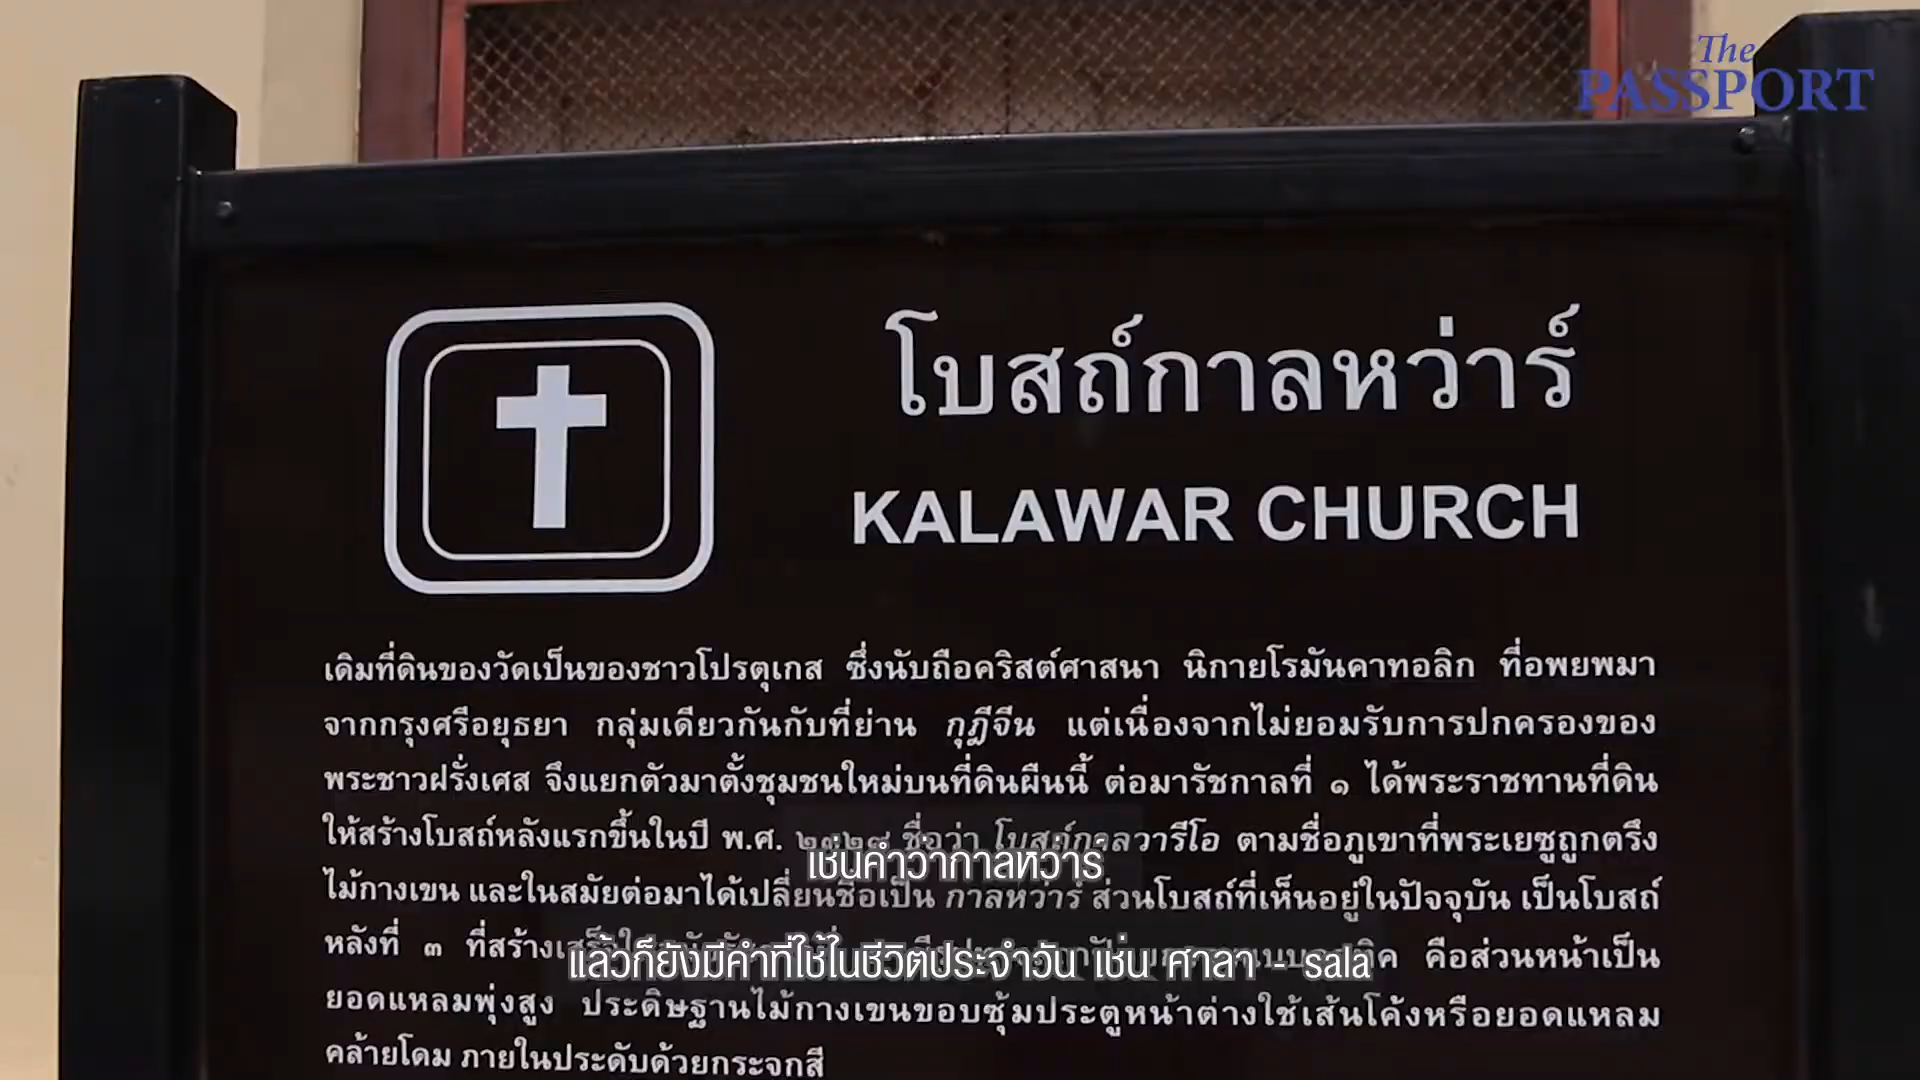 The
PASSPORT
โบสถ์กาลหว่าร์
KALAWAR CHURCH
เดิมที่ดินของวัดเป็นของชาวโปรตุเกส ซึ่งนับถือคริสต์ศาสนา นิกายโรมันคาทอลิก ที่อพยพมา
จากกรุงศรีอยุธยา กลุ่มเดียวกันกับที่ย่าน กุฎีจีน แต่เนื่องจากไม่ยอมรับการปกครองของ
พระชาวฝรั่งเศส จึงแยกตัวมาตั้งชุมชนใหม่บนที่ดินผืนนี้ ต่อมารัชกาลที่ ๑ ได้พระราชทานที่ดิน
ให้สร้างโบสถ์หลังแรกขึ้นในปี พ.ศ. ชื่อว่า โบสถ์กาลวารีโอ ตามชื่อภูเขาที่พระเยซูถูกตรึง
เช่นคำว่ากาลหว่าร์
ไม้กางเขน และในสมัยต่อมาได้เปลี่ยนชื่อเป็น กาลหว่าร์ ส่วนโบสถ์ที่เห็นอยู่ในปัจจุบัน เป็นโบสถ์
หลังที่ ๓ ที่สร้าง คือส่วนหน้าเป็น
แล้วก็ยังมีคำที่ใช้ในชีวิตประจำวัน เช่น ศาลา - sala
ยอดแหลมพุ่งสูง ประดิษฐานไม้กางเขนขอบซุ้มประตูหน้าต่างใช้เส้นโค้งหรือยอดแหลม
คล้ายโดม ภายในประดับด้วยกระจกสี